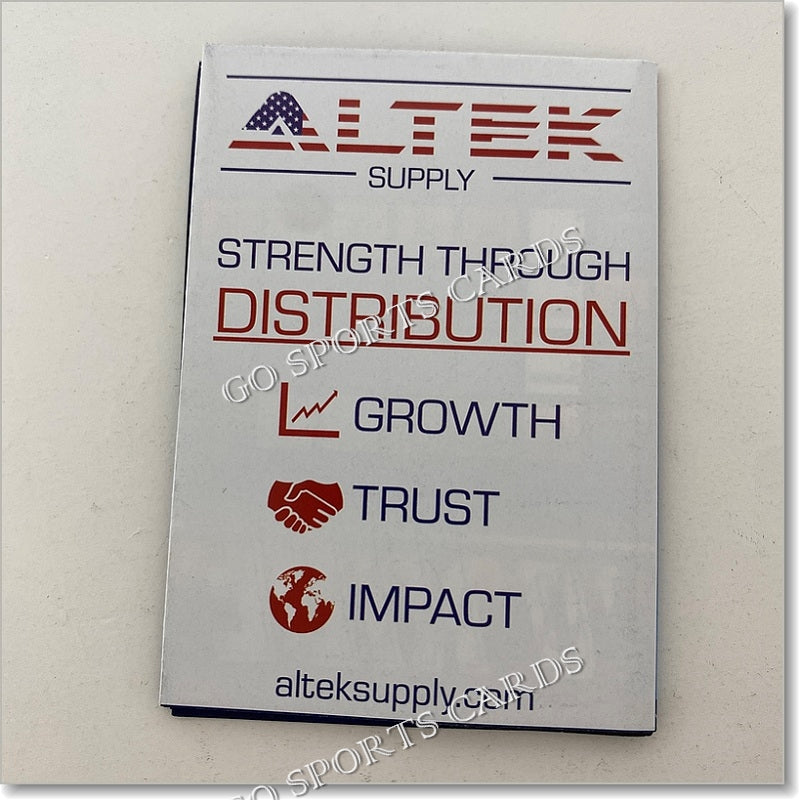 ALTEK
SUPPLY
STRENGTH THROUGH
DISTRIBUTION
GROWTH
TRUST
IMPACT
alteksupply.com
GO SPORTS CARDS
GO SPORTS CARDS